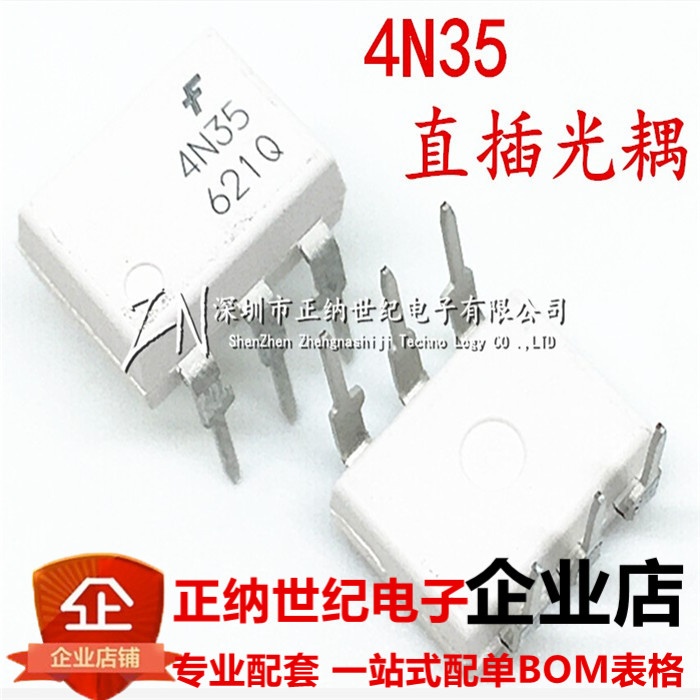 4N35
直插光耦
4N35
621Q
ZN
深圳市正纳世纪电子有限公司
ShenZhen Zhengnashiji Techno Logy CO .,LTD
企
企业店铺
正纳世纪电子企业店
专业配套 一站式配单BOM表格